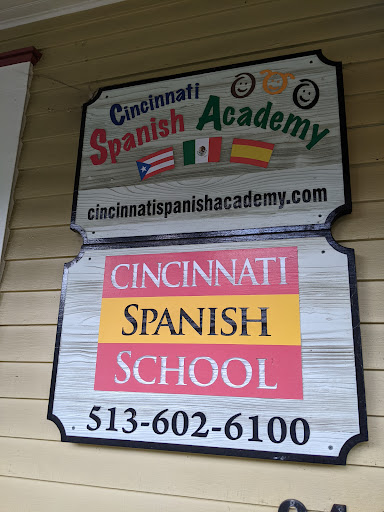 Cincinnati
Spanish Academy
cincinnatispanishacademy.com
CINCINNATI
SPANISH
SCHOOL
513-602-6100